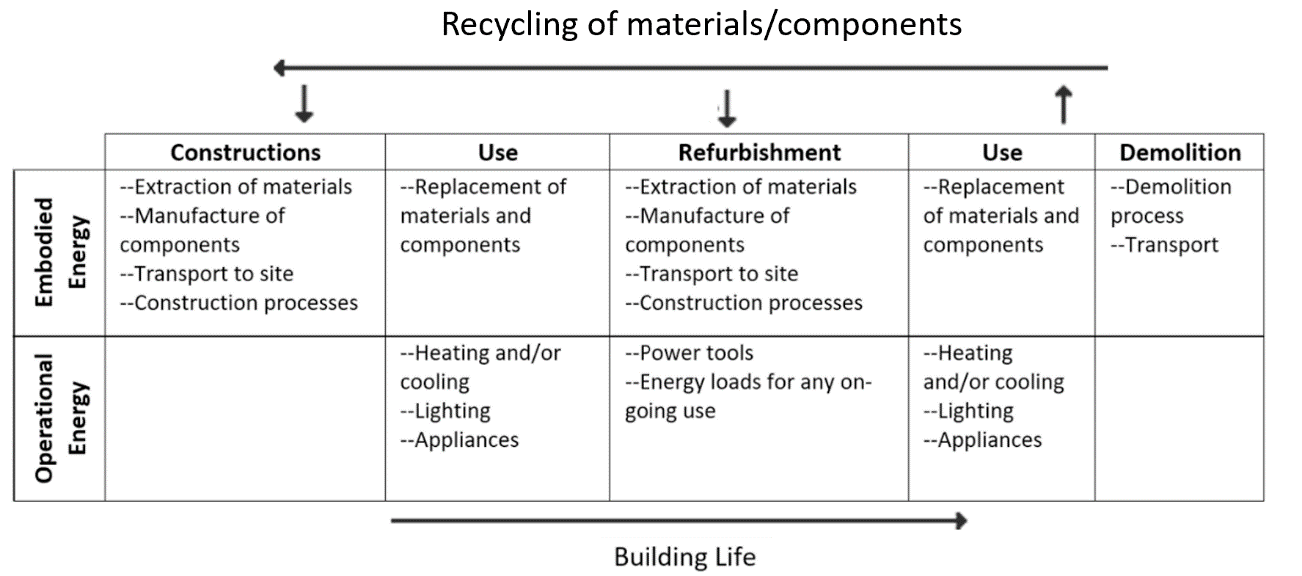 Recycling of materials/components
Constructions
Use
Refurbishment
Use
Demolition
Embodied
Energy
--Extraction of materials
--Manufacture of
components
--Transport to site
--Construction processes
--Replacement of
materials and
components
--Extraction of materials
--Manufacture of
components
--Transport to site
--Construction processes
--Replacement
of materials and
components
--Demolition
process
--Transport
Operational
Energy
--Heating and/or
cooling
--Lighting
--Appliances
--Power tools
--Energy loads for any on-
going use
--Heating
and/or cooling
--Lighting
--Appliances
Building Life